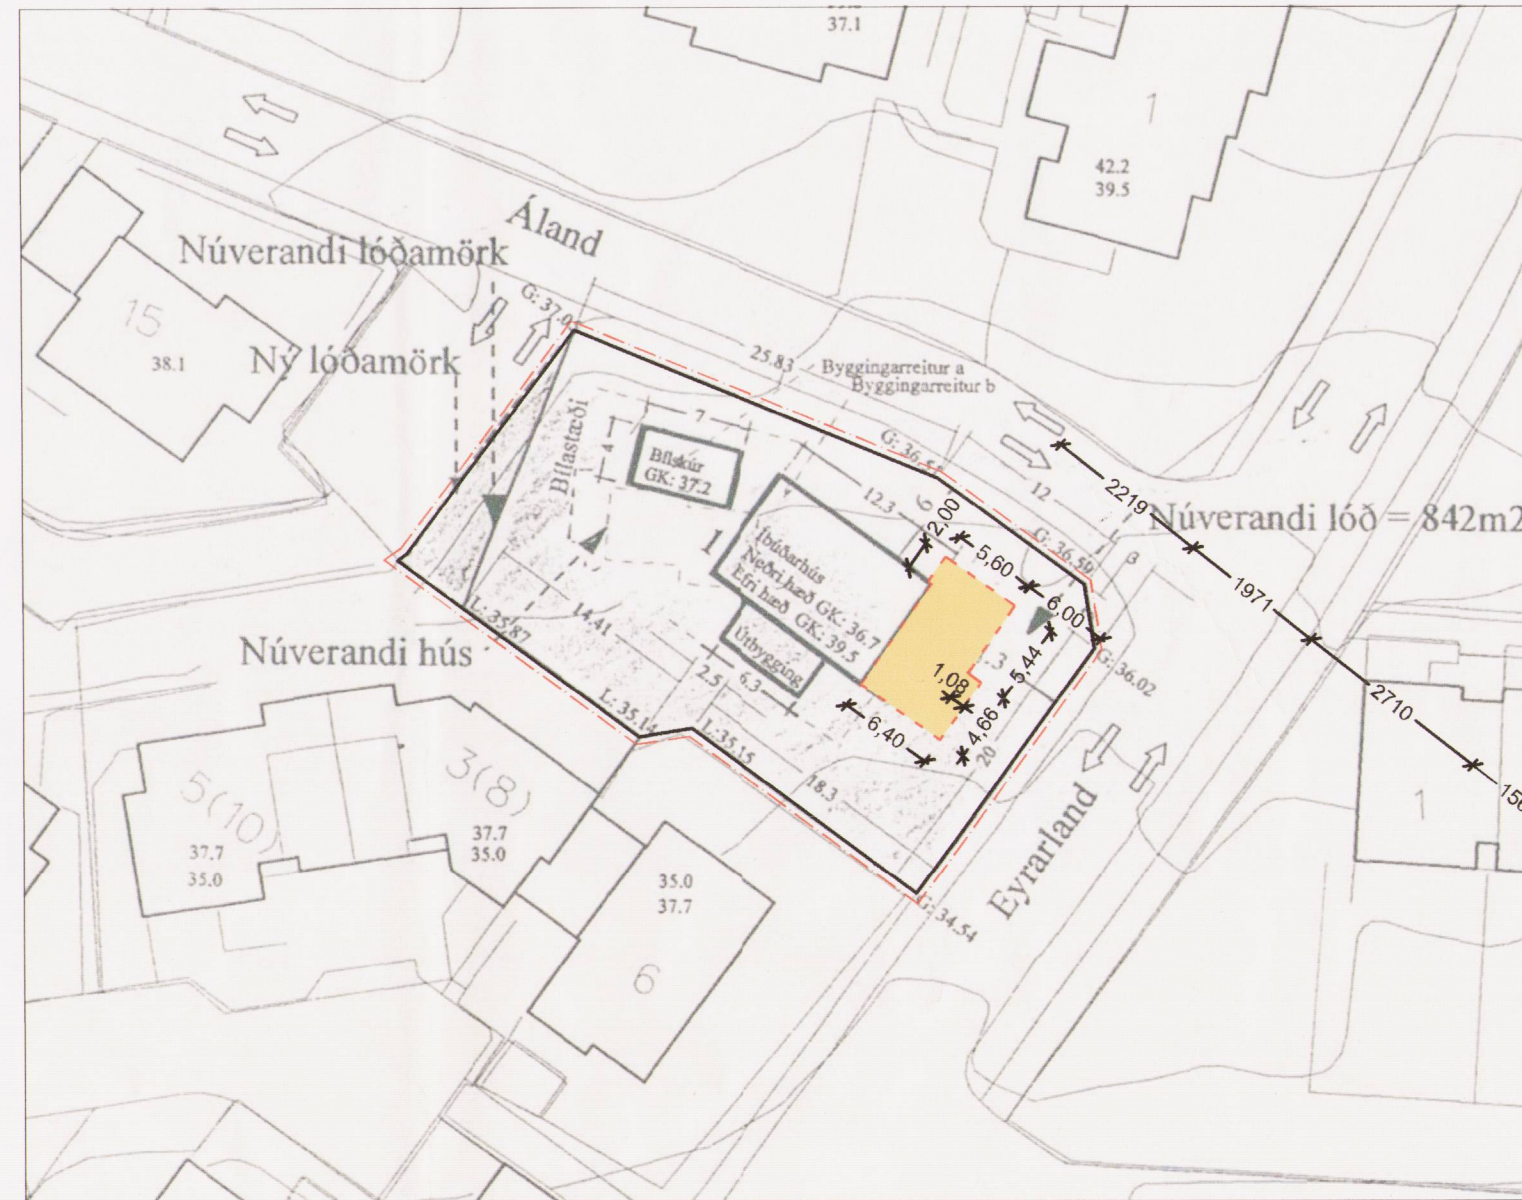 37.1
1
42.2
39.5
Áland
Núverandi lóðamörk
G: 37.0
15
38.1
Ný lóðamörk
25.83
Byggingarreitur a
Byggingarreitur b
Bílastæði
7
4
Bílskúr
GK: 37.2
G: 36.5
12.3
6
12
2219
Núverandi lóð = 842m2
2,00
G: 36.59
5,60
1971
1
Íbúðarhús
Neðri hæð GK: 36.7
Efri hæð GK: 39.5
6,00
14.41
L: 35.87
Útbygging
1,08
5,44
.3
G: 36.02
Núverandi hús
2.5
6.3
L: 35.14
L: 35.15
6,40
4,66
20
2710
156
18.3
5(10)
37.7
35.0
3(8)
37.7
35.0
35.0
37.7
6
Eyrarland
G: 34.54
1